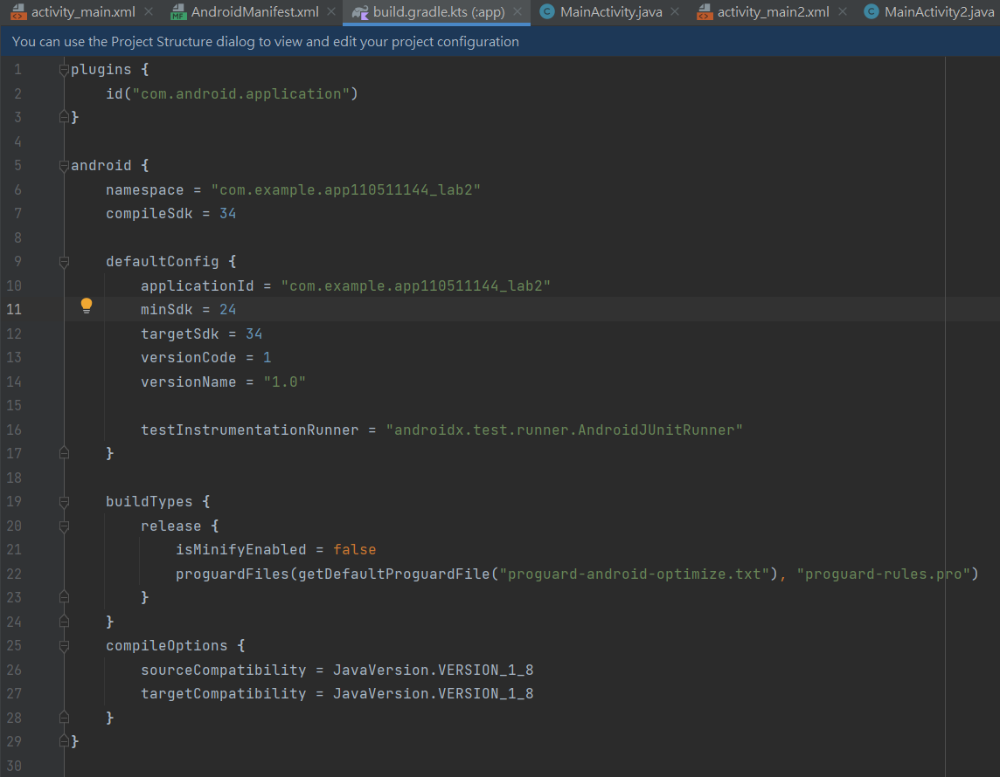 activity_main.xml AndroidManifest.xml build.gradle.kts (:app) MainActivity.java activity_main2.xml MainActivity2.java
You can use the Project Structure dialog to view and edit your project configuration
1 plugins {
2     id("com.android.application")
3 }
4
5 android {
6     namespace = "com.example.app110511144_lab2"
7     compileSdk = 34
8
9     defaultConfig {
10         applicationId = "com.example.app110511144_lab2"
11         minSdk = 24
12         targetSdk = 34
13         versionCode = 1
14         versionName = "1.0"
15
16         testInstrumentationRunner = "androidx.test.runner.AndroidJUnitRunner"
17     }
18
19     buildTypes {
20         release {
21             isMinifyEnabled = false
22             proguardFiles(getDefaultProguardFile("proguard-android-optimize.txt"), "proguard-rules.pro")
23         }
24     }
25     compileOptions {
26         sourceCompatibility = JavaVersion.VERSION_1_8
27         targetCompatibility = JavaVersion.VERSION_1_8
28     }
29 }
30